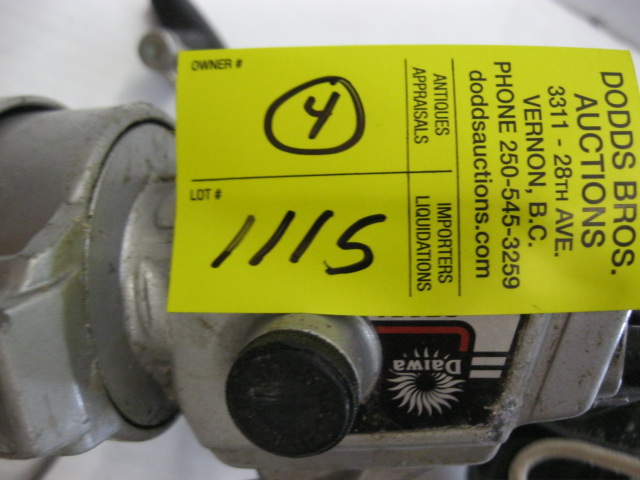 DODDS BROS.
AUCTIONS
3311 - 28TH AVE.
VERNON, B.C.
PHONE 250-545-3259
doddsauctions.com
ANTIQUES
APPRAISALS
IMPORTERS
LIQUIDATIONS
OWNER #
4
LOT #
1115
Daiwa